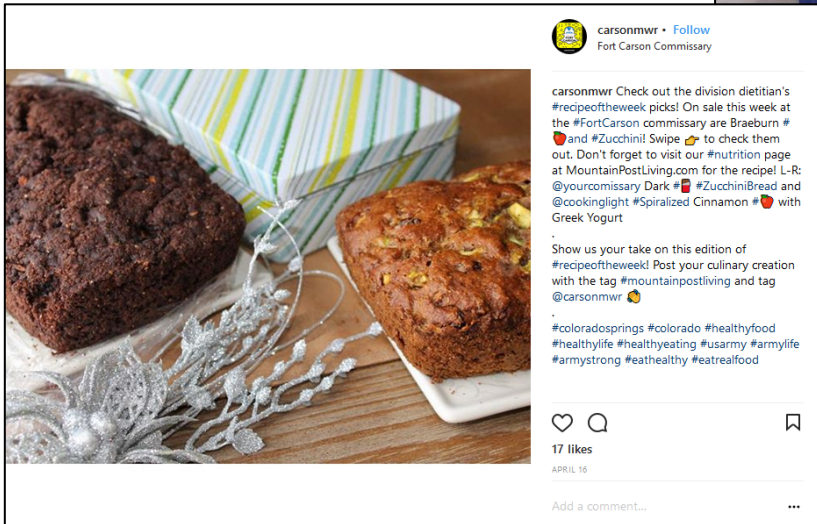 carsonmwr • Follow
Fort Carson Commissary
carsonmwr Check out the division dietitian's
#recipeoftheweek picks! On sale this week at
the #FortCarson commissary are Braeburn #
🍎and #Zucchini! Swipe 👉 to check them
out. Don't forget to visit our #nutrition page
at MountainPostLiving.com for the recipe! L-R:
@yourcomissary Dark #🍫 #ZucchiniBread and
@cookinglight #Spiralized Cinnamon #🍎 with
Greek Yogurt
.
Show us your take on this edition of
#recipeoftheweek! Post your culinary creation
with the tag #mountainpostliving and tag
@carsonmwr 👏
.
#coloradosprings #colorado #healthyfood
#healthylife #healthyeating #usarmy #armylife
#armystrong #eathealthy #eatrealfood
17 likes
APRIL 16
Add a comment...